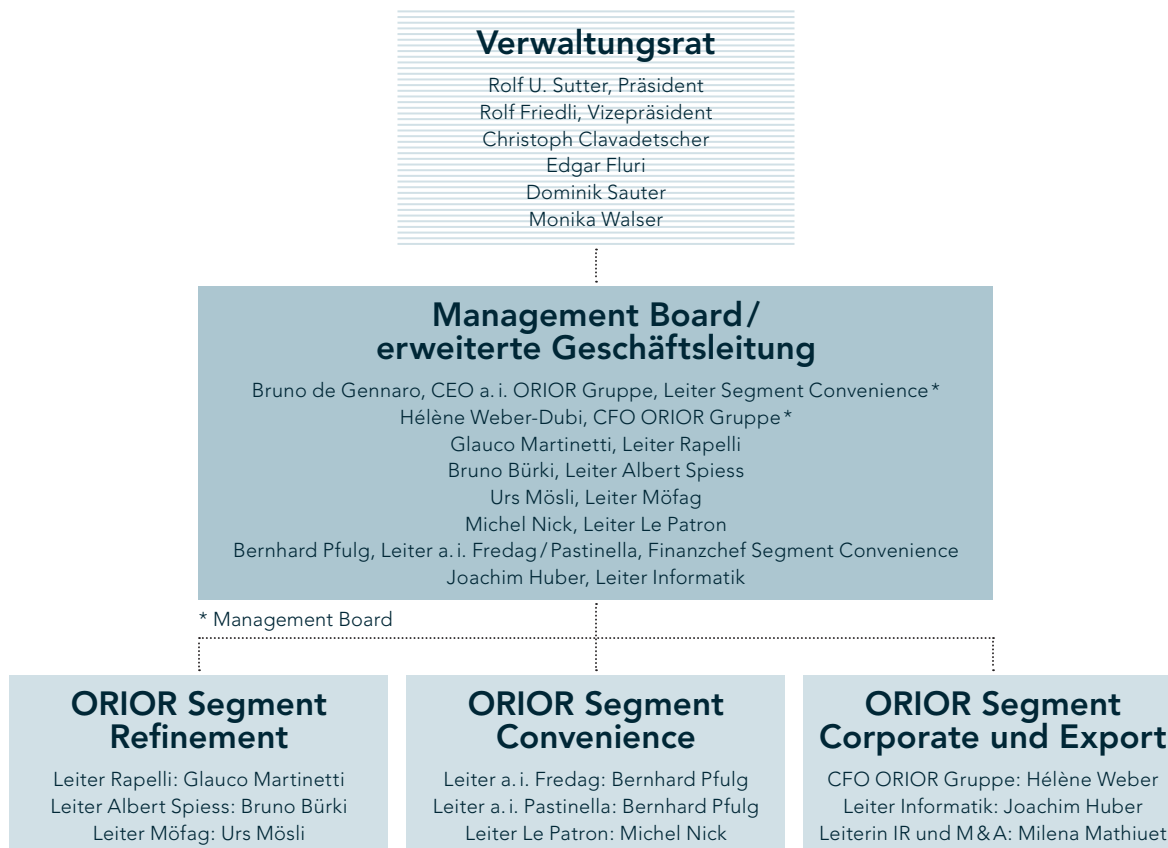 Verwaltungsrat
Rolf U. Sutter, Präsident
Rolf Friedli, Vizepräsident
Christoph Clavadetscher
Edgar Fluri
Dominik Sauter
Monika Walser
Management Board/
erweiterte Geschäftsleitung
Bruno de Gennaro, CEO a.i. ORIOR Gruppe, Leiter Segment Convenience*
Hélène Weber-Dubi, CFO ORIOR Gruppe*
Glauco Martinetti, Leiter Rapelli
Bruno Bürki, Leiter Albert Spiess
Urs Mösli, Leiter Möfag
Michel Nick, Leiter Le Patron
Bernhard Pfulg, Leiter a.i. Fredag/Pastinella, Finanzchef Segment Convenience
Joachim Huber, Leiter Informatik
* Management Board
ORIOR Segment
Refinement
Leiter Rapelli: Glauco Martinetti
Leiter Albert Spiess: Bruno Bürki
Leiter Möfag: Urs Mösli
ORIOR Segment
Convenience
Leiter a.i. Fredag: Bernhard Pfulg
Leiter a.i. Pastinella: Bernhard Pfulg
Leiter Le Patron: Michel Nick
ORIOR Segment
Corporate und Export
CFO ORIOR Gruppe: Hélène Weber
Leiter Informatik: Joachim Huber
Leiterin IR und M&A: Milena Mathiuet